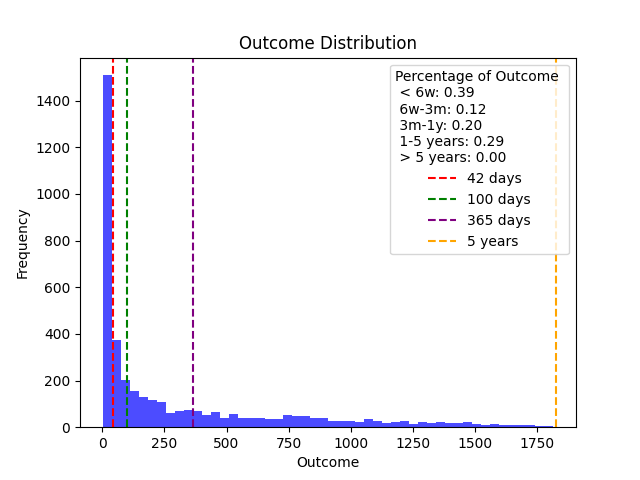 Outcome Distribution
Percentage of Outcome
< 6w: 0.39
6w-3m: 0.12
3m-1y: 0.20
1-5 years: 0.29
> 5 years: 0.00
42 days
100 days
365 days
5 years
Frequency
1400
1200
1000
800
600
400
200
0
0
250
500
750
1000
1250
1500
1750
Outcome